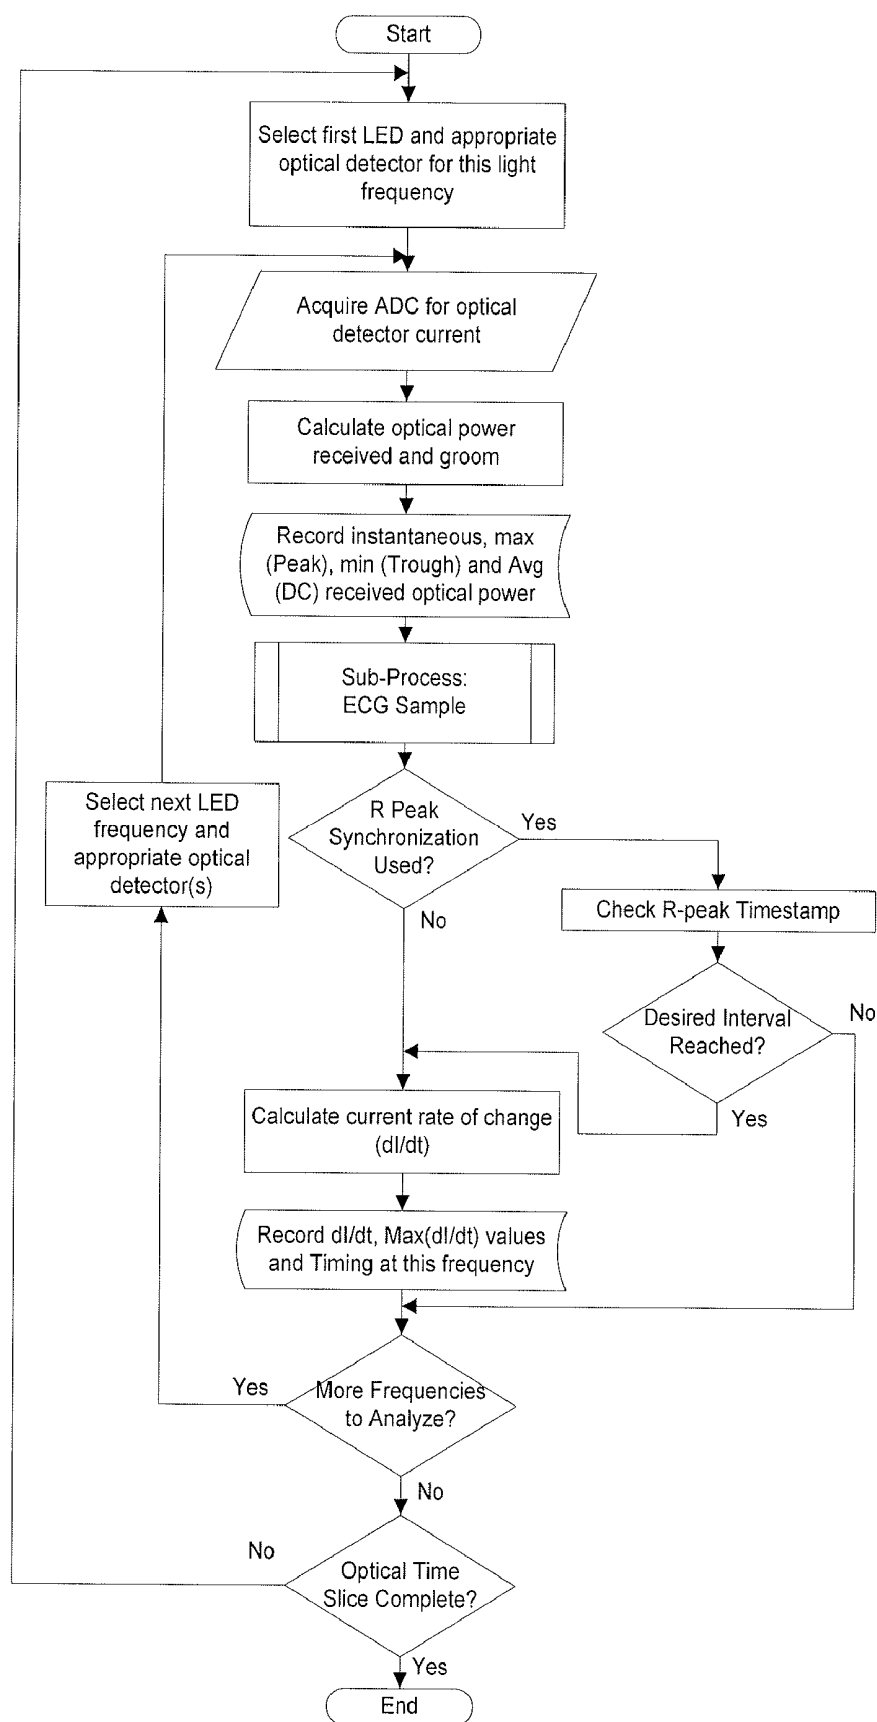 Start
Select first LED and appropriate
optical detector for this light
frequency
Acquire ADC for optical
detector current
Calculate optical power
received and groom
Record instantaneous, max
(Peak), min (Trough) and Avg
(DC) received optical power
Sub-Process:
ECG Sample
Select next LED
frequency and
appropriate optical
detector(s)
R Peak
Synchronization
Used?
Yes
No
Check R-peak Timestamp
Desired Interval
Reached?
No
Yes
Calculate current rate of change
(dI/dt)
Record dI/dt, Max(dI/dt) values
and Timing at this frequency
More Frequencies
to Analyze?
Yes
No
Optical Time
Slice Complete?
No
Yes
End